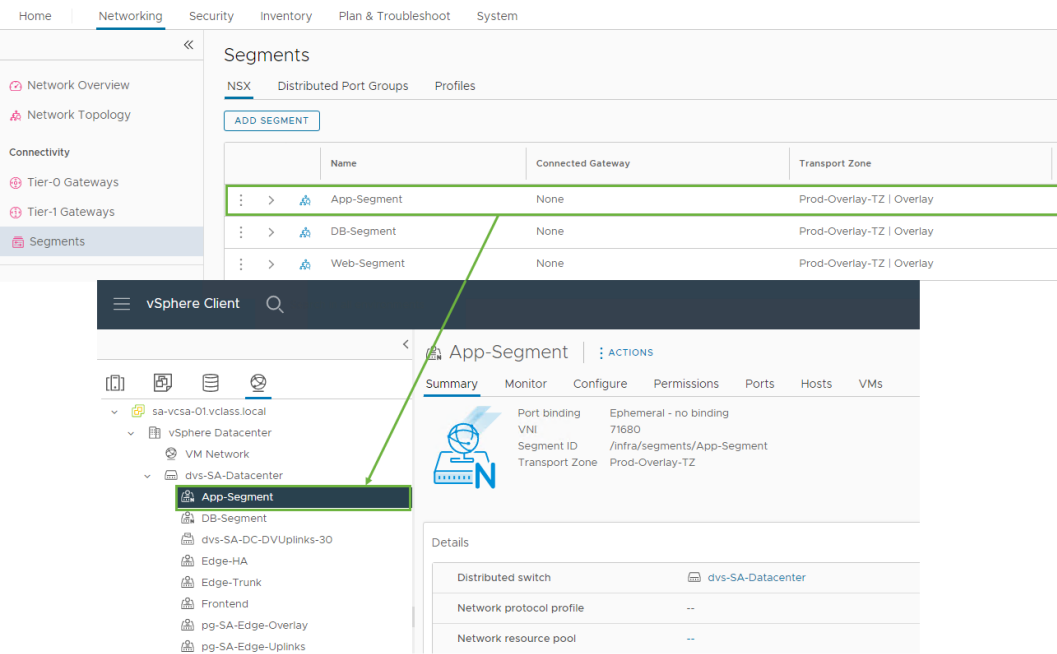 Home Networking Security Inventory Plan & Troubleshoot System
Network Overview
Network Topology
Connectivity
Tier-0 Gateways
Tier-1 Gateways
Segments
Segments
NSX Distributed Port Groups Profiles
ADD SEGMENT
Name Connected Gateway Transport Zone
App-Segment None Prod-Overlay-TZ | Overlay
DB-Segment None Prod-Overlay-TZ | Overlay
Web-Segment None Prod-Overlay-TZ | Overlay
vSphere Client
sa-vcsa-01.vclass.local
vSphere Datacenter
VM Network
dvs-SA-Datacenter
App-Segment
DB-Segment
dvs-SA-DC-DVUplinks-30
Edge-HA
Edge-Trunk
Frontend
pg-SA-Edge-Overlay
pg-SA-Edge-Uplinks
App-Segment ACTIONS
Summary Monitor Configure Permissions Ports Hosts VMs
N
Port binding Ephemeral - no binding
VNI 71680
Segment ID /infra/segments/App-Segment
Transport Zone Prod-Overlay-TZ
Details
Distributed switch dvs-SA-Datacenter
Network protocol profile --
Network resource pool --